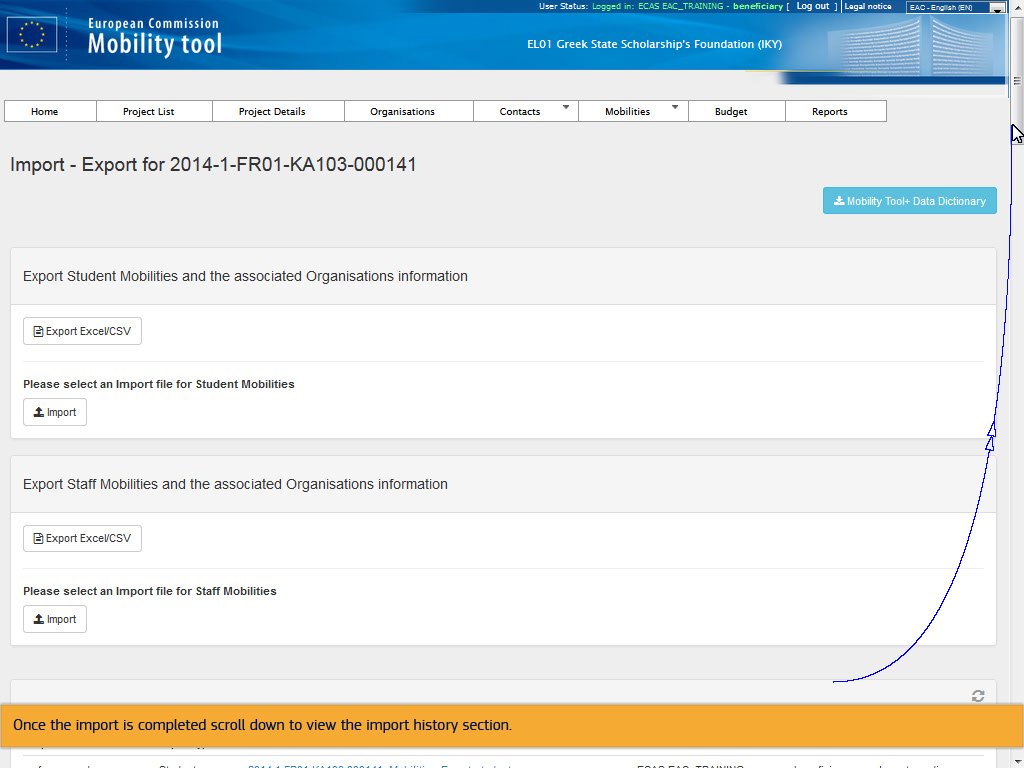 User Status: Logged in: ECAS EAC_TRAINING - beneficiary [ Log out ] Legal notice EAC - English (EN)
European Commission
Mobility tool
EL01 Greek State Scholarship's Foundation (IKY)
Home Project List Project Details Organisations Contacts Mobilities Budget Reports
Import - Export for 2014-1-FR01-KA103-000141
Mobility Tool+ Data Dictionary
Export Student Mobilities and the associated Organisations information
Export Excel/CSV
Please select an Import file for Student Mobilities
Import
Export Staff Mobilities and the associated Organisations information
Export Excel/CSV
Please select an Import file for Staff Mobilities
Import
Once the import is completed scroll down to view the import history section.